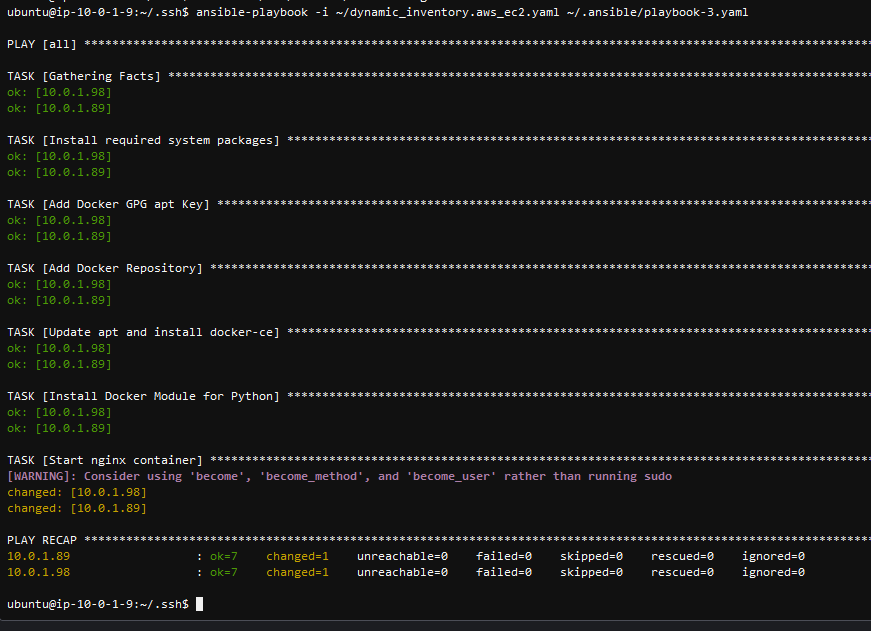 ubuntu@ip-10-0-1-9:~/.ssh$ ansible-playbook -i ~/dynamic_inventory.aws_ec2.yaml ~/.ansible/playbook-3.yaml
PLAY [all] ****************************************************************************************************************
TASK [Gathering Facts] ****************************************************************************************************
ok: [10.0.1.98]
ok: [10.0.1.89]
TASK [Install required system packages] ***********************************************************************************
ok: [10.0.1.98]
ok: [10.0.1.89]
TASK [Add Docker GPG apt Key] *********************************************************************************************
ok: [10.0.1.98]
ok: [10.0.1.89]
TASK [Add Docker Repository] **********************************************************************************************
ok: [10.0.1.98]
ok: [10.0.1.89]
TASK [Update apt and install docker-ce] ***********************************************************************************
ok: [10.0.1.98]
ok: [10.0.1.89]
TASK [Install Docker Module for Python] ***********************************************************************************
ok: [10.0.1.98]
ok: [10.0.1.89]
TASK [Start nginx container] **********************************************************************************************
[WARNING]: Consider using 'become', 'become_method', and 'become_user' rather than running sudo
changed: [10.0.1.98]
changed: [10.0.1.89]
PLAY RECAP ****************************************************************************************************************
10.0.1.89                  : ok=7    changed=1    unreachable=0    failed=0    skipped=0    rescued=0    ignored=0
10.0.1.98                  : ok=7    changed=1    unreachable=0    failed=0    skipped=0    rescued=0    ignored=0
ubuntu@ip-10-0-1-9:~/.ssh$